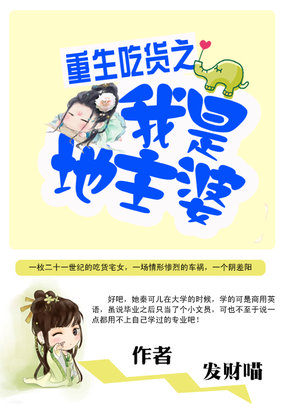 重生吃货之
我是
地主婆
一枚二十一世纪的吃货宅女，一场情形惨烈的车祸，一个阴差阳
好吧，她秦可儿在大学的时候，学的可是商用英
语，虽说毕业之后只当了个小文员，可也不至于说一
点都用不上自己学过的专业吧！
作者
发财喵